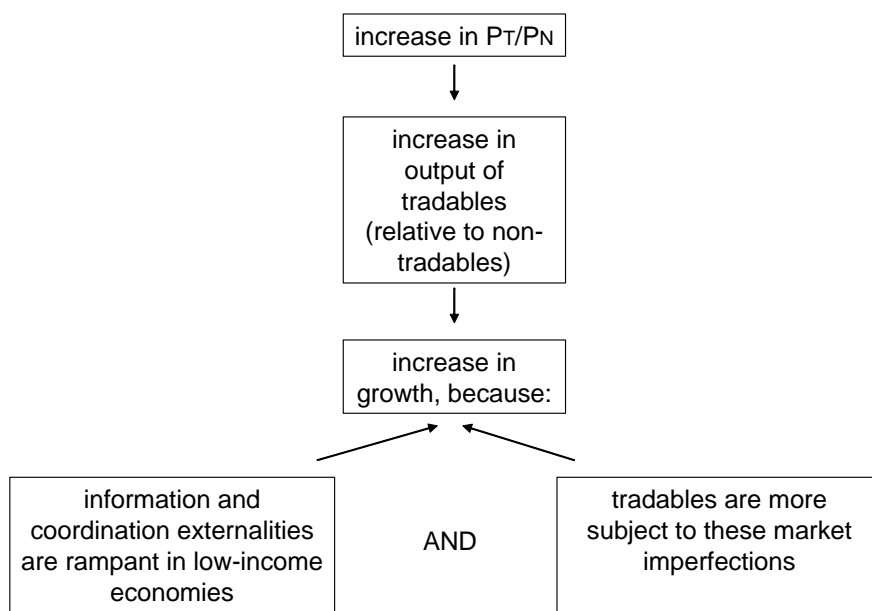 increase in PT/PN
increase in
output of
tradables
(relative to non-
tradables)
increase in
growth, because:
information and
coordination externalities
are rampant in low-income
economies
AND
tradables are more
subject to these market
imperfections